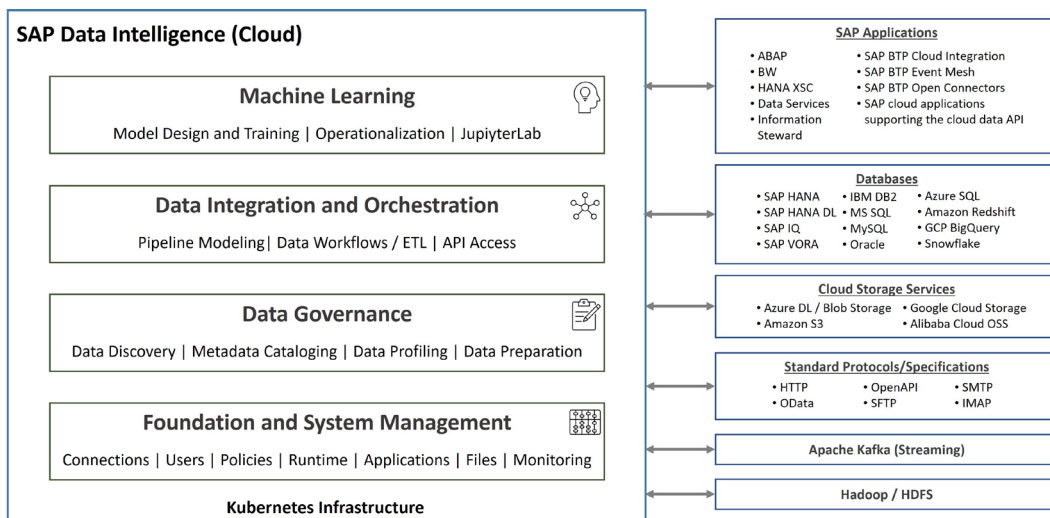 SAP Data Intelligence (Cloud)
Machine Learning
Model Design and Training | Operationalization | JupiyterLab
Data Integration and Orchestration
Pipeline Modeling| Data Workflows / ETL | API Access
Data Governance
Data Discovery | Metadata Cataloging | Data Profiling | Data Preparation
Foundation and System Management
Connections | Users | Policies | Runtime | Applications | Files | Monitoring
Kubernetes Infrastructure
SAP Applications
• ABAP
• BW
• HANA XSC
• Data Services
• Information
Steward
• SAP BTP Cloud Integration
• SAP BTP Event Mesh
• SAP BTP Open Connectors
• SAP cloud applications
supporting the cloud data API
Databases
• SAP HANA
• SAP HANA DL
• SAP IQ
• SAP VORA
• IBM DB2
• MS SQL
• MySQL
• Oracle
• Azure SQL
• Amazon Redshift
• GCP BigQuery
• Snowflake
Cloud Storage Services
• Azure DL / Blob Storage
• Amazon S3
• Google Cloud Storage
• Alibaba Cloud OSS
Standard Protocols/Specifications
• HTTP
• OData
• OpenAPI
• SFTP
• SMTP
• IMAP
Apache Kafka (Streaming)
Hadoop / HDFS